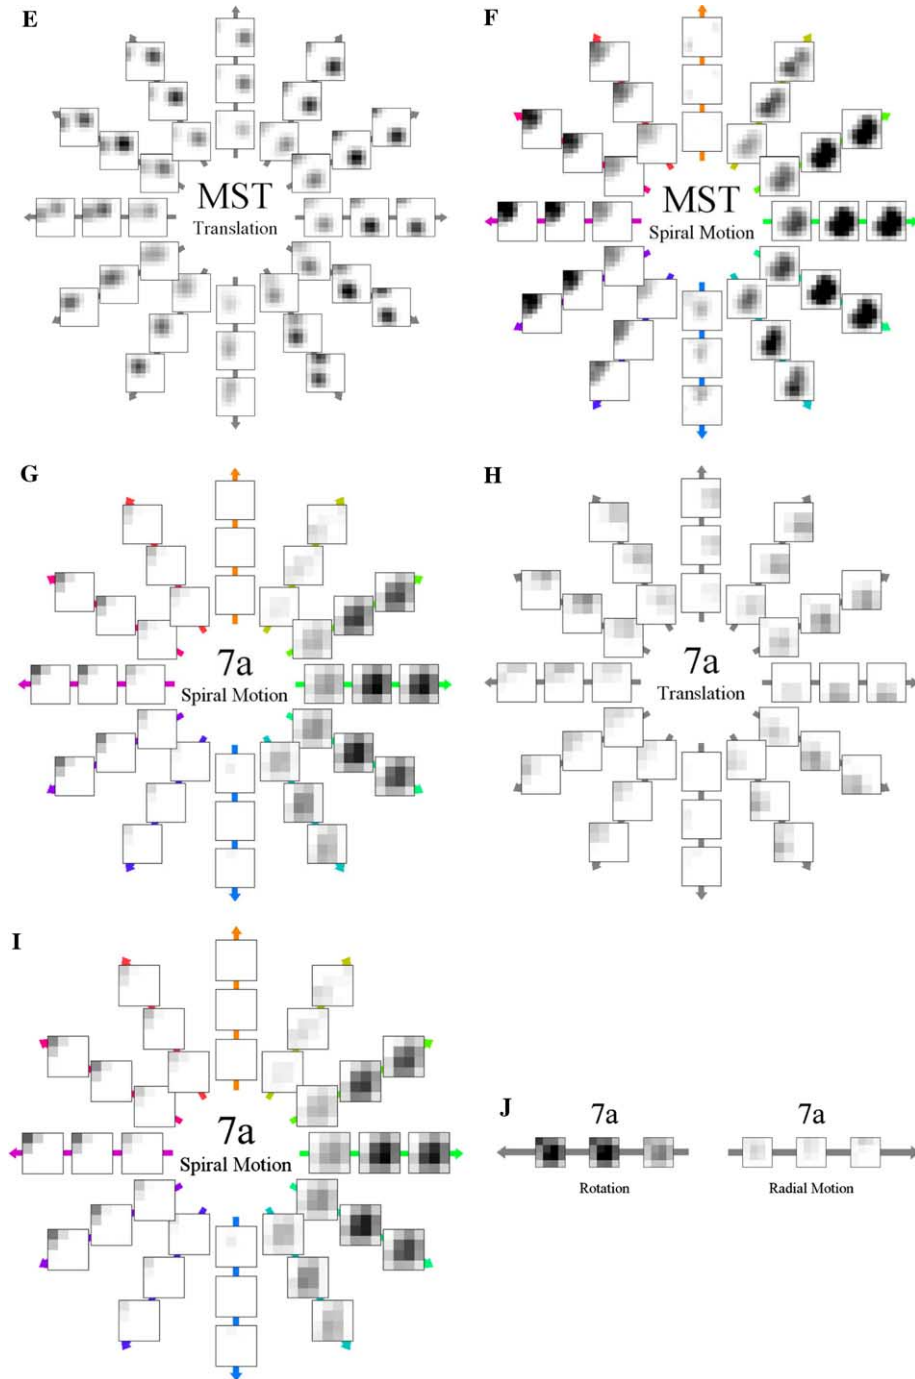 E
F
MST
Translation
MST
Spiral Motion
G
H
7a
Spiral Motion
7a
Translation
I
7a
Spiral Motion
J
7a
7a
Rotation
Radial Motion